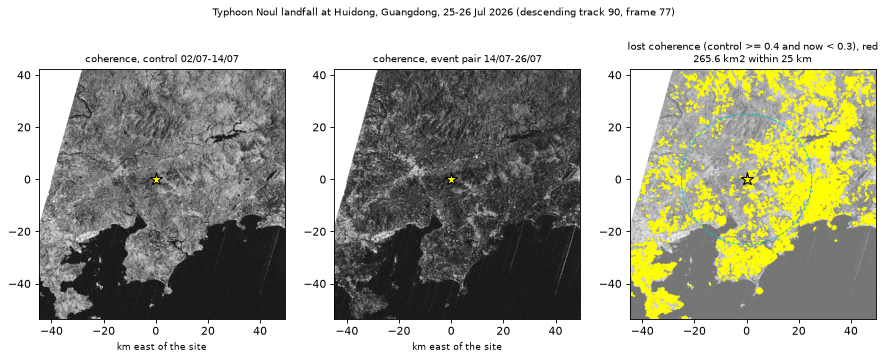 Typhoon Noul landfall at Huidong, Guangdong, 25-26 Jul 2026 (descending track 90, frame 77)
coherence, control 02/07-14/07
coherence, event pair 14/07-26/07
lost coherence (control >= 0.4 and now < 0.3), red
265.6 km2 within 25 km
40
20
0
−20
−40
−40 −20 0 20 40
km east of the site
40
20
0
−20
−40
−40 −20 0 20 40
km east of the site
40
20
0
−20
−40
−40 −20 0 20 40